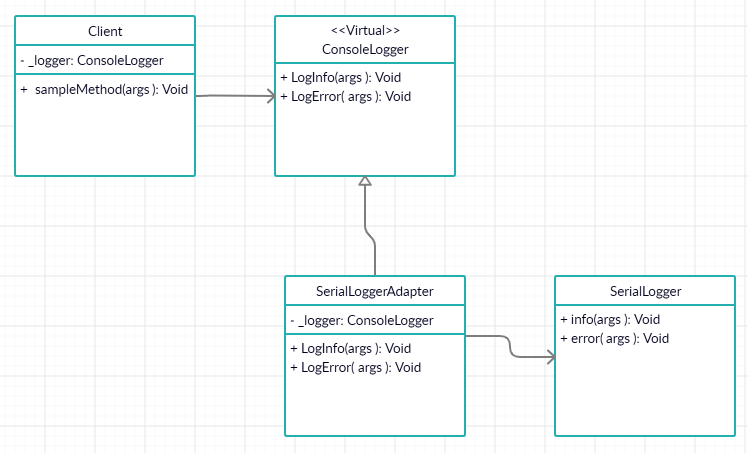 Client
- _logger: ConsoleLogger
+ sampleMethod(args ): Void
<<Virtual>>
ConsoleLogger
+ LogInfo(args ): Void
+ LogError( args ): Void
SerialLoggerAdapter
- _logger: ConsoleLogger
+ LogInfo(args ): Void
+ LogError( args ): Void
SerialLogger
+ info(args ): Void
+ error( args ): Void